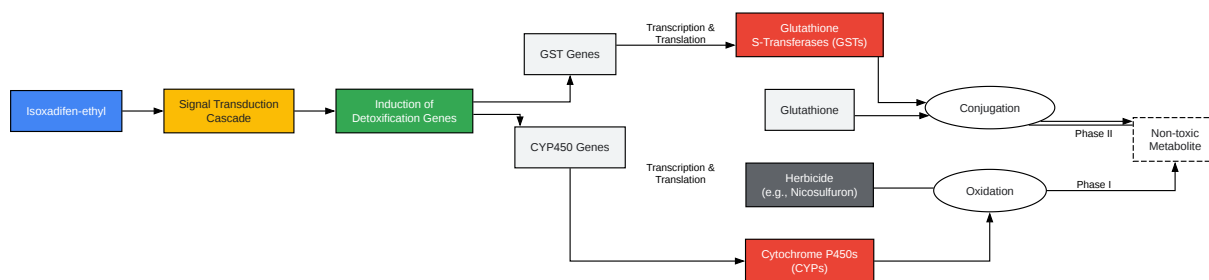 Isoxadifen-ethyl
Signal Transduction
Cascade
Induction of
Detoxification Genes
GST Genes
CYP450 Genes
Transcription &
Translation
Transcription &
Translation
Glutathione
S-Transferases (GSTs)
Glutathione
Herbicide
(e.g., Nicosulfuron)
Cytochrome P450s
(CYPs)
Conjugation
Oxidation
Phase II
Phase I
Non-toxic
Metabolite